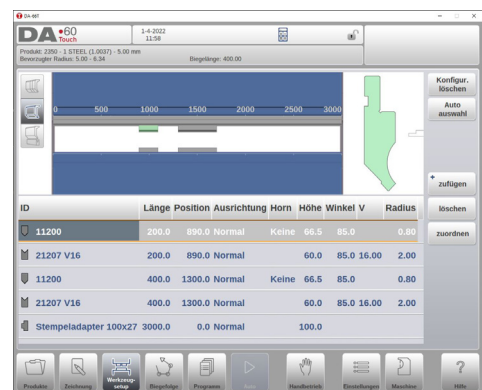 DA-66T
DA•60 Touch
1-4-2022
11:58
Produkt: 2350 - 1 STEEL (1.0037) - 5.00 mm
Bevorzugter Radius: 5.00 - 6.34 Biegelänge: 400.00
Konfigur. löschen
Auto auswahl
0 500 1000 1500 2000 2500 3000
zufügen
löschen
zuordnen
ID Länge Position Ausrichtung Horn Höhe Winkel V Radius
11200 200.0 890.0 Normal Keine 66.5 85.0 0.80
21207 V16 200.0 890.0 Normal 60.0 85.0 16.00 2.00
11200 400.0 1300.0 Normal Keine 66.5 85.0 0.80
21207 V16 400.0 1300.0 Normal 60.0 85.0 16.00 2.00
Stempeladapter 100x27 3000.0 0.0 Normal 100.0
Produkte Zeichnung Werkzeug-setup Biegefolge Programm Auto Handbetrieb Einstellungen Maschine Hilfe